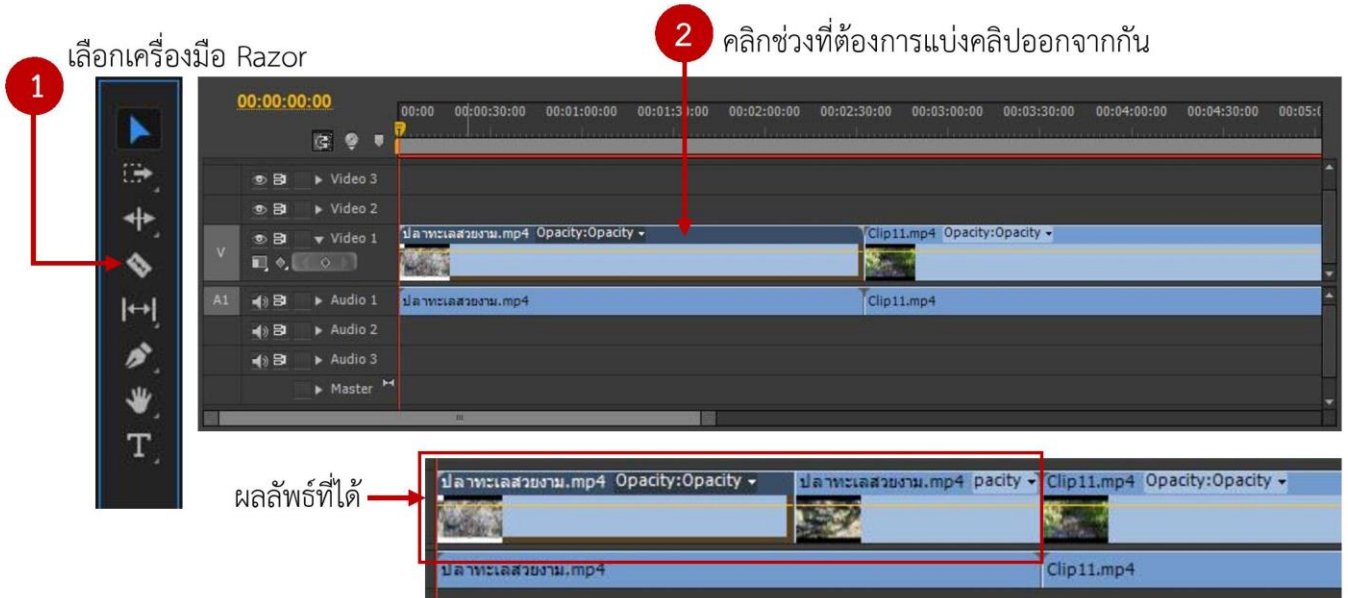 เลือกเครื่องมือ Razor
1
2 คลิกช่วงที่ต้องการแบ่งคลิปออกจากกัน
00:00:00:00
00:00 00:00:30:00 00:01:00:00 00:01:30:00 00:02:00:00 00:02:30:00 00:03:00:00 00:03:30:00 00:04:00:00 00:04:30:00 00:05:0
Video 3
Video 2
V Video 1 ปลาทะเลสวยงาม.mp4 Opacity:Opacity Clip11.mp4 Opacity:Opacity
A1 Audio 1 ปลาทะเลสวยงาม.mp4 Clip11.mp4
Audio 2
Audio 3
Master
T
ผลลัพธ์ที่ได้
ปลาทะเลสวยงาม.mp4 Opacity:Opacity ปลาทะเลสวยงาม.mp4 pacity Clip11.mp4 Opacity:Opacity
ปลาทะเลสวยงาม.mp4 Clip11.mp4